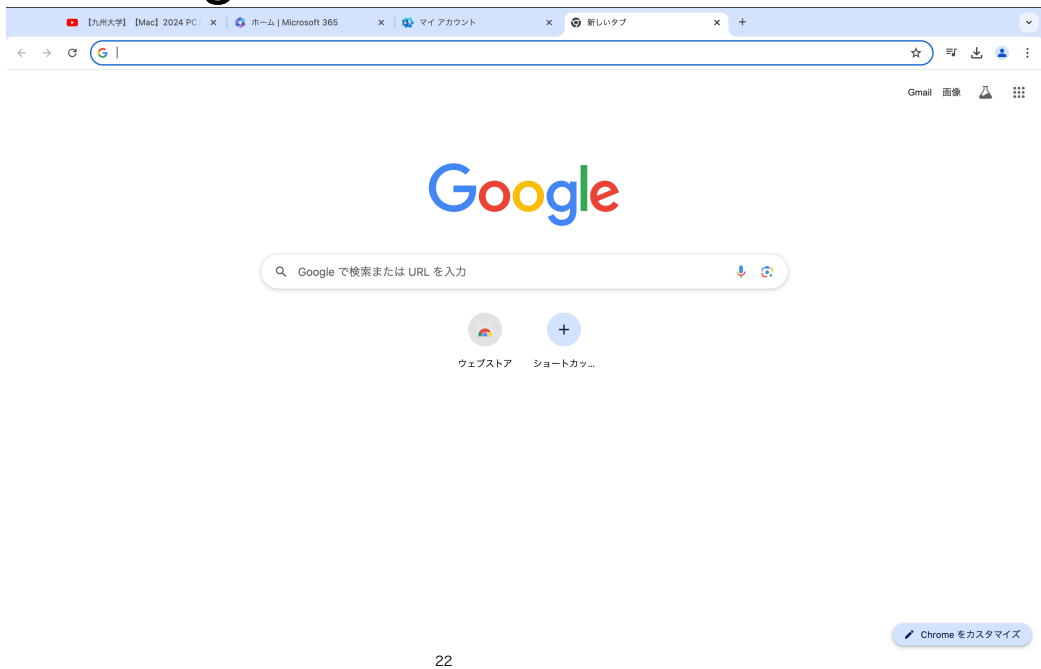 【九州大学】【Mac】2024 PC
ホーム | Microsoft 365
マイ アカウント
新しいタブ
Gmail 画像
Google
Google で検索または URL を入力
ウェブストア
ショートカッ...
Chrome をカスタマイズ
22